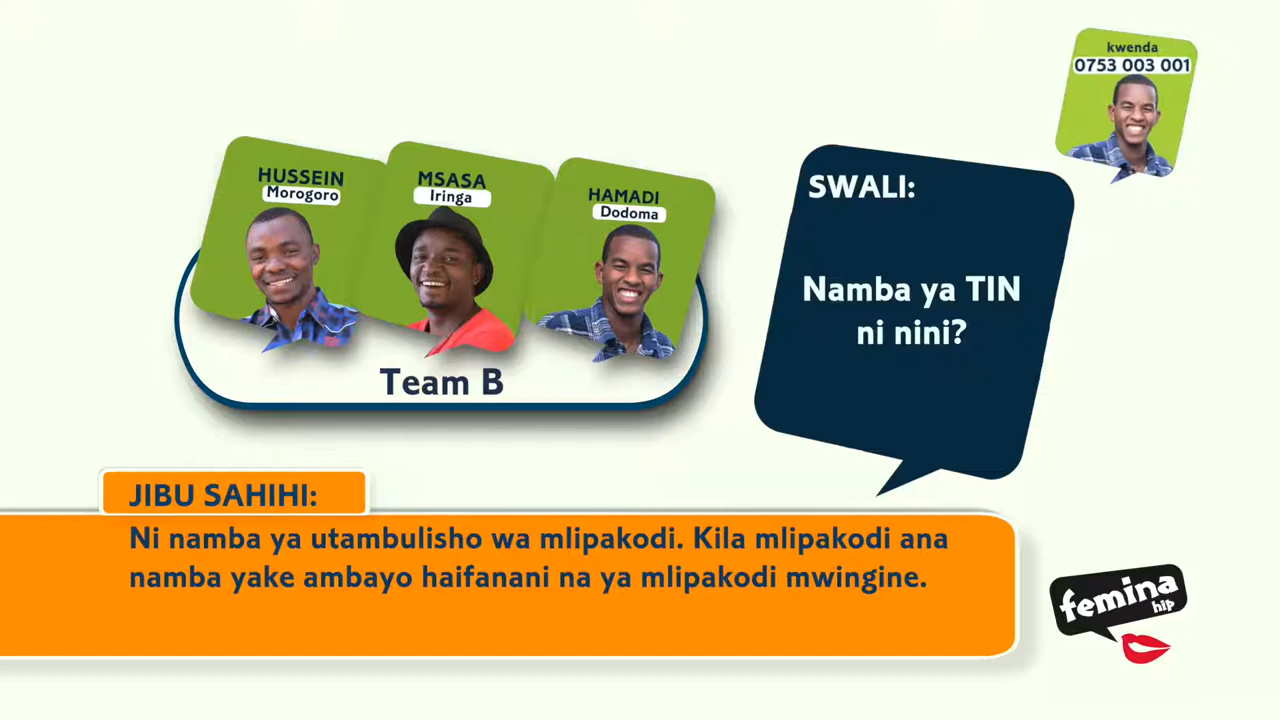 kwenda
0753 003 001
HUSSEIN
Morogoro
MSASA
Iringa
HAMADI
Dodoma
Team B
SWALI:
Namba ya TIN
ni nini?
JIBU SAHIHI:
Ni namba ya utambulisho wa mlipakodi. Kila mlipakodi ana
namba yake ambayo haifanani na ya mlipakodi mwingine.
femina
hip